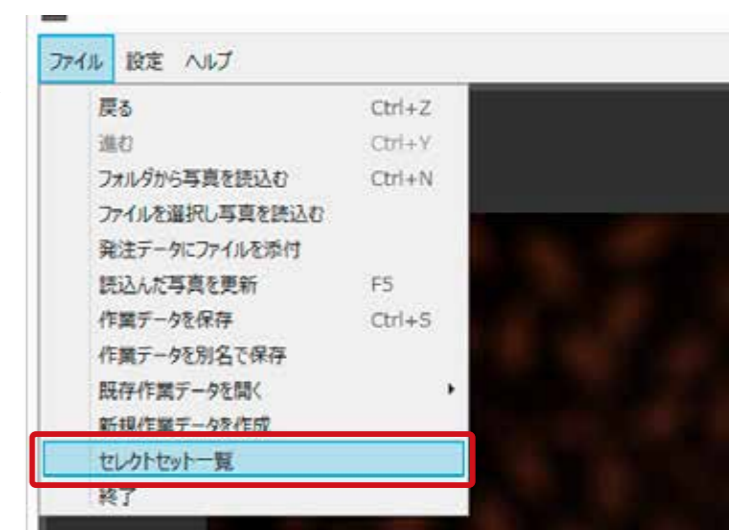 ファイル 設定 ヘルプ
戻る Ctrl+Z
進む Ctrl+Y
フォルダから写真を読込む Ctrl+N
ファイルを選択し写真を読込む
発注データにファイルを添付
読込んだ写真を更新 F5
作業データを保存 Ctrl+S
作業データを別名で保存
既存作業データを開く
新規作業データを作成
セレクトセット一覧
終了